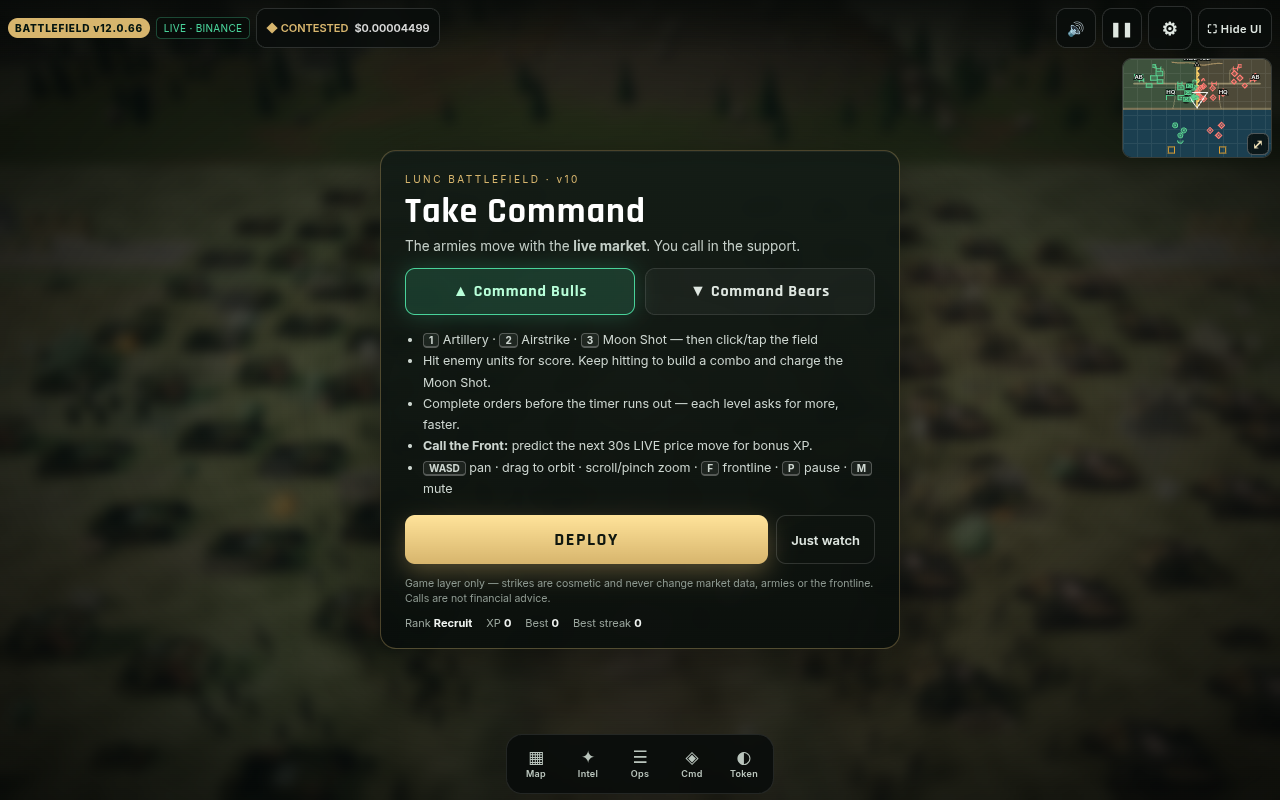 BATTLEFIELD v12.0.66
LIVE · BINANCE
◆ CONTESTED $0.00004499
Hide UI
AB
AB
HQ
HQ
LUNC BATTLEFIELD · v10
Take Command
The armies move with the live market. You call in the support.
▲ Command Bulls
▼ Command Bears
• 1 Artillery · 2 Airstrike · 3 Moon Shot — then click/tap the field
• Hit enemy units for score. Keep hitting to build a combo and charge the
Moon Shot.
• Complete orders before the timer runs out — each level asks for more,
faster.
• Call the Front: predict the next 30s LIVE price move for bonus XP.
• WASD pan · drag to orbit · scroll/pinch zoom · F frontline · P pause · M
mute
DEPLOY
Just watch
Game layer only — strikes are cosmetic and never change market data, armies or the frontline.
Calls are not financial advice.
Rank Recruit XP 0 Best 0 Best streak 0
Map
Intel
Ops
Cmd
Token